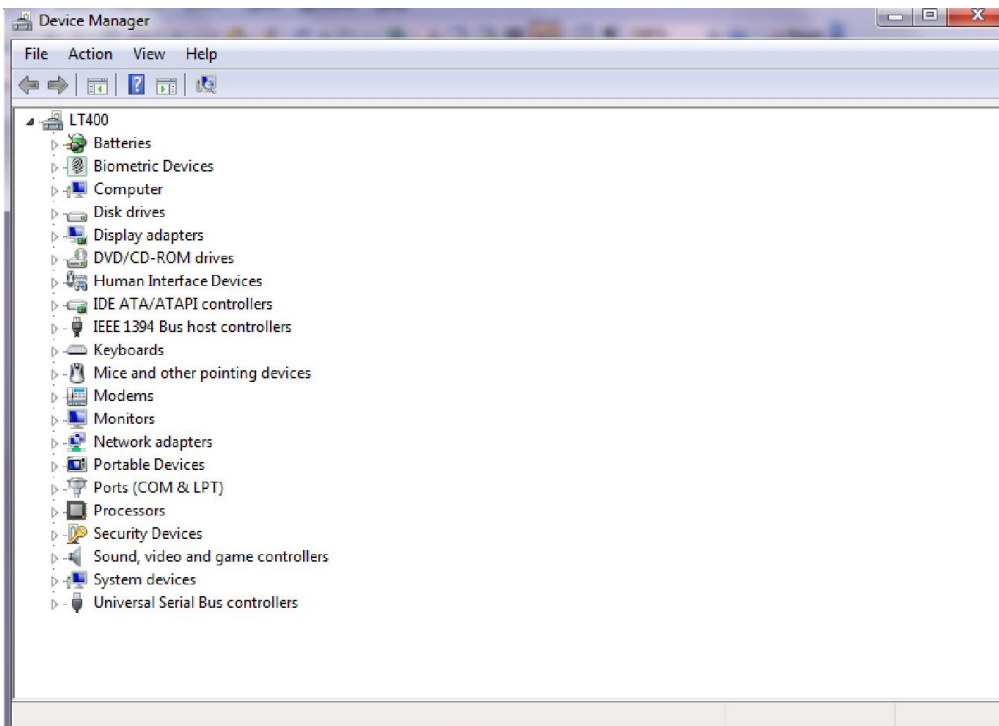 Device Manager
File Action View Help
LT400
Batteries
Biometric Devices
Computer
Disk drives
Display adapters
DVD/CD-ROM drives
Human Interface Devices
IDE ATA/ATAPI controllers
IEEE 1394 Bus host controllers
Keyboards
Mice and other pointing devices
Modems
Monitors
Network adapters
Portable Devices
Ports (COM & LPT)
Processors
Security Devices
Sound, video and game controllers
System devices
Universal Serial Bus controllers